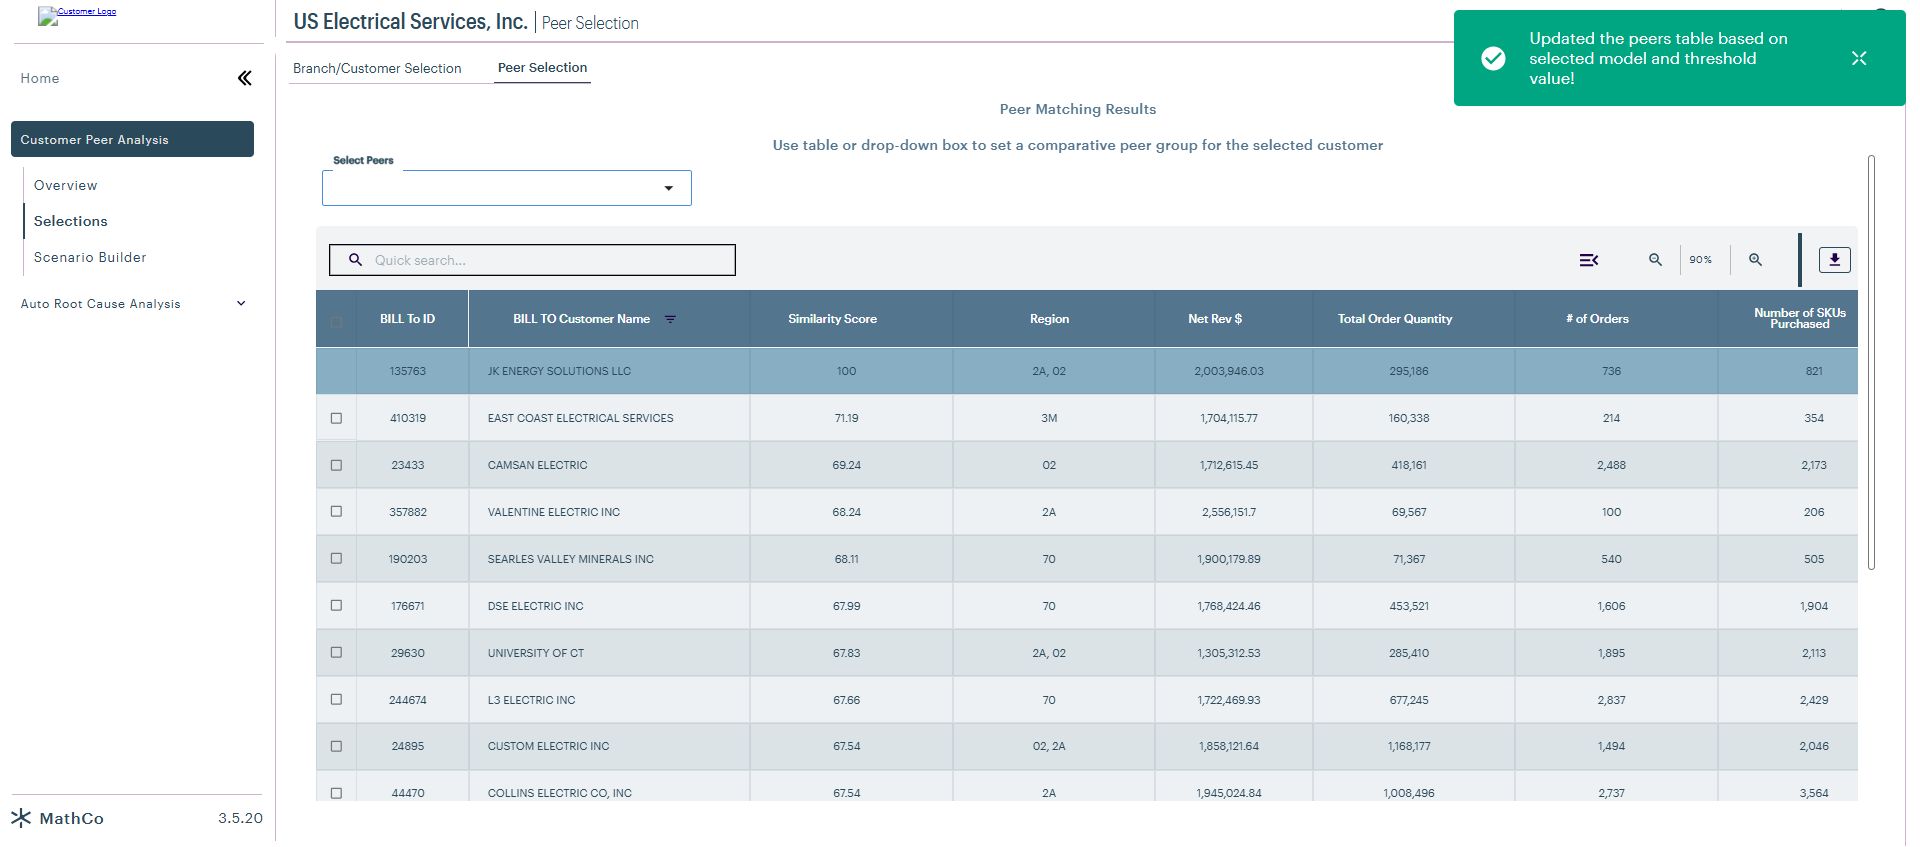 Customer Logo
US Electrical Services, Inc. | Peer Selection
Updated the peers table based on
selected model and threshold
value!
Home
Branch/Customer Selection
Peer Selection
Peer Matching Results
Customer Peer Analysis
Use table or drop-down box to set a comparative peer group for the selected customer
Select Peers
Overview
Selections
Scenario Builder
Auto Root Cause Analysis
Quick search...
90%
BILL To ID BILL TO Customer Name Similarity Score Region Net Rev $ Total Order Quantity # of Orders Number of SKUs
Purchased
135763 JK ENERGY SOLUTIONS LLC 100 2A, 02 2,003,946.03 295,186 736 821
410319 EAST COAST ELECTRICAL SERVICES 71.19 3M 1,704,115.77 160,338 214 354
23433 CAMSAN ELECTRIC 69.24 02 1,712,615.45 418,161 2,488 2,173
357882 VALENTINE ELECTRIC INC 68.24 2A 2,556,151.7 69,567 100 206
190203 SEARLES VALLEY MINERALS INC 68.11 70 1,900,179.89 71,367 540 505
176671 DSE ELECTRIC INC 67.99 70 1,768,424.46 453,521 1,606 1,904
29630 UNIVERSITY OF CT 67.83 2A, 02 1,305,312.53 285,410 1,895 2,113
244674 L3 ELECTRIC INC 67.66 70 1,722,469.93 677,245 2,837 2,429
24895 CUSTOM ELECTRIC INC 67.54 02, 2A 1,858,121.64 1,168,177 1,494 2,046
44470 COLLINS ELECTRIC CO, INC 67.54 2A 1,945,024.84 1,008,496 2,737 3,564
MathCo 3.5.20